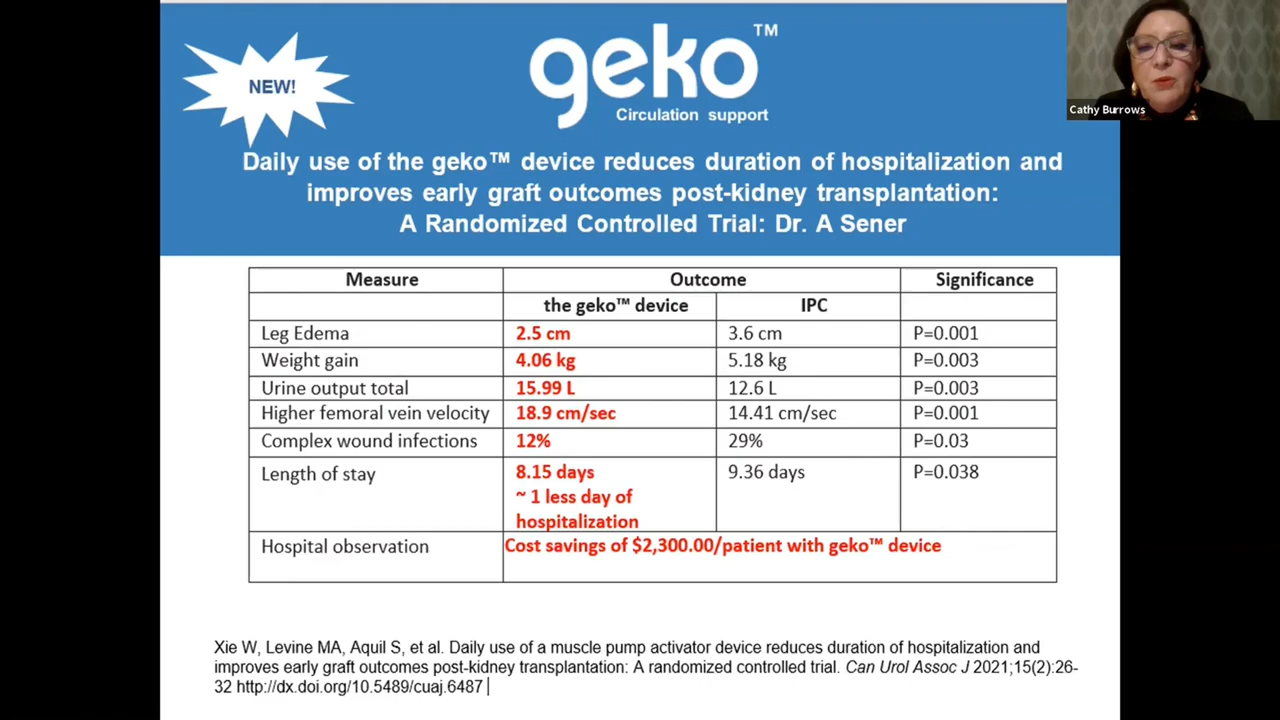 NEW!
geko™
Circulation support
Cathy Burrows
Daily use of the geko™ device reduces duration of hospitalization and
improves early graft outcomes post-kidney transplantation:
A Randomized Controlled Trial: Dr. A Sener
Measure Outcome Significance
the geko™ device IPC
Leg Edema 2.5 cm 3.6 cm P=0.001
Weight gain 4.06 kg 5.18 kg P=0.003
Urine output total 15.99 L 12.6 L P=0.003
Higher femoral vein velocity 18.9 cm/sec 14.41 cm/sec P=0.001
Complex wound infections 12% 29% P=0.03
Length of stay 8.15 days 9.36 days P=0.038
~ 1 less day of
hospitalization
Hospital observation Cost savings of $2,300.00/patient with geko™ device
Xie W, Levine MA, Aquil S, et al. Daily use of a muscle pump activator device reduces duration of hospitalization and
improves early graft outcomes post-kidney transplantation: A randomized controlled trial. Can Urol Assoc J 2021;15(2):26-
32 http://dx.doi.org/10.5489/cuaj.6487